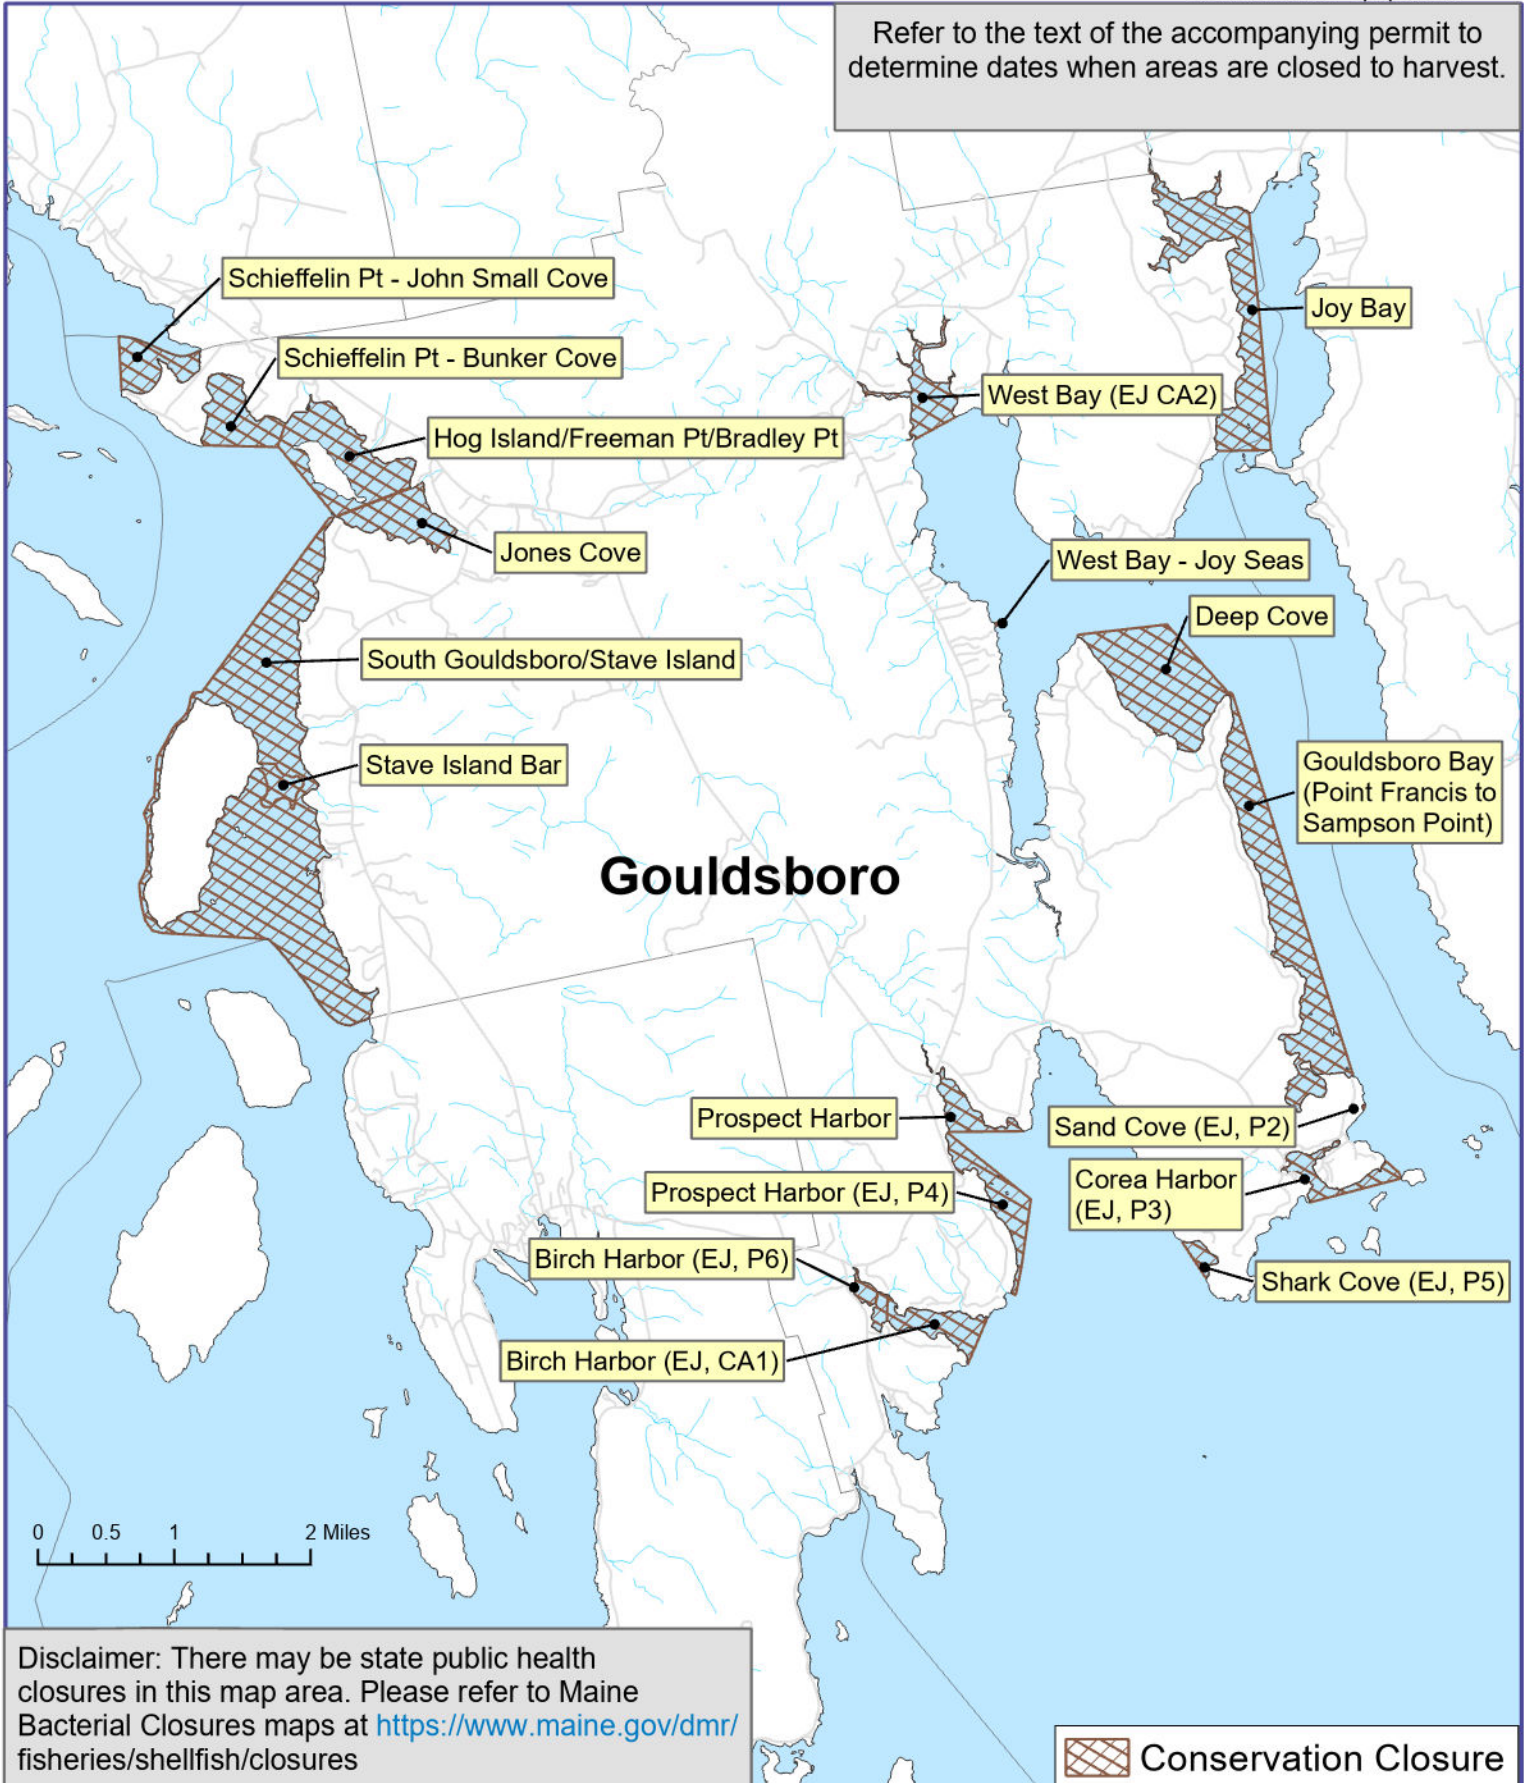 Refer to the text of the accompanying permit to
determine dates when areas are closed to harvest.
Schieffelin Pt - John Small Cove
Joy Bay
Schieffelin Pt - Bunker Cove
West Bay (EJ CA2)
Hog Island/Freeman Pt/Bradley Pt
Jones Cove
West Bay - Joy Seas
Deep Cove
South Gouldsboro/Stave Island
Stave Island Bar
Gouldsboro Bay
(Point Francis to
Sampson Point)
Gouldsboro
Prospect Harbor
Sand Cove (EJ, P2)
Prospect Harbor (EJ, P4)
Corea Harbor
(EJ, P3)
Birch Harbor (EJ, P6)
Shark Cove (EJ, P5)
Birch Harbor (EJ, CA1)
0 0.5 1 2 Miles
Disclaimer: There may be state public health
closures in this map area. Please refer to Maine
Bacterial Closures maps at https://www.maine.gov/dmr/
fisheries/shellfish/closures
Conservation Closure